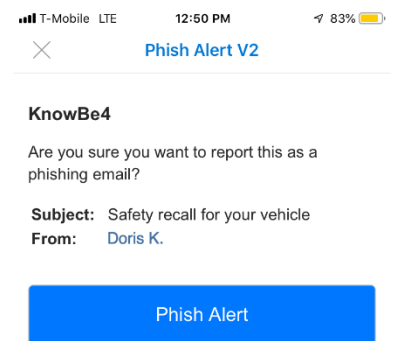 T-Mobile LTE 12:50 PM 83%
Phish Alert V2
KnowBe4
Are you sure you want to report this as a
phishing email?
Subject: Safety recall for your vehicle
From: Doris K.
Phish Alert